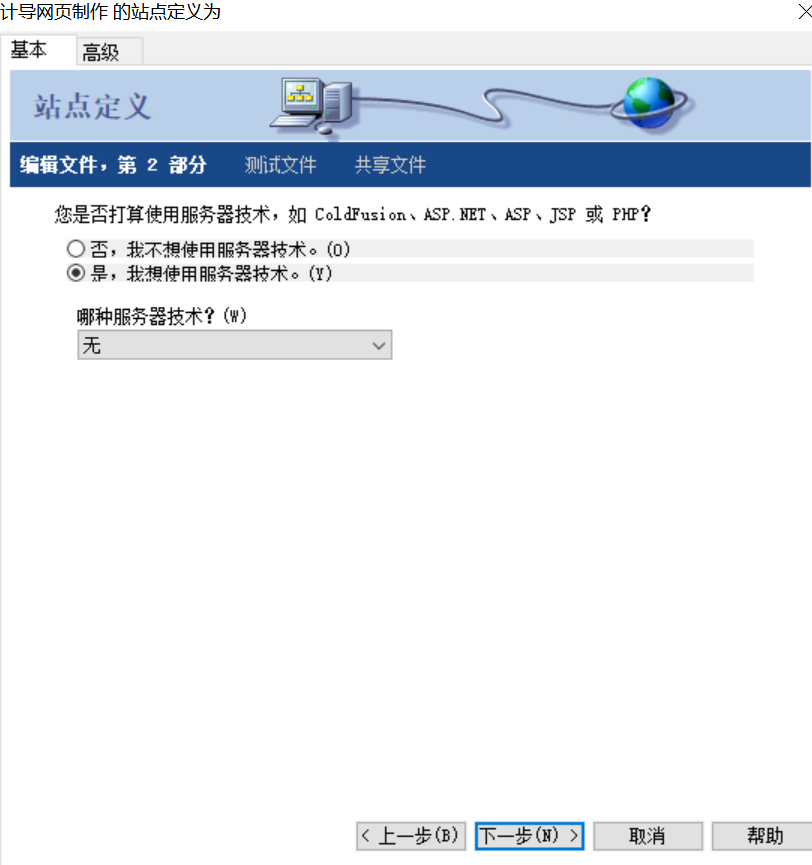 计导网页制作 的站点定义为
基本 高级
站点定义
编辑文件，第 2 部分 测试文件 共享文件
您是否打算使用服务器技术，如 ColdFusion、ASP.NET、ASP、JSP 或 PHP？
否，我不想使用服务器技术。(O)
是，我想使用服务器技术。(Y)
哪种服务器技术？(W)
无
< 上一步(B) 下一步(N) > 取消 帮助